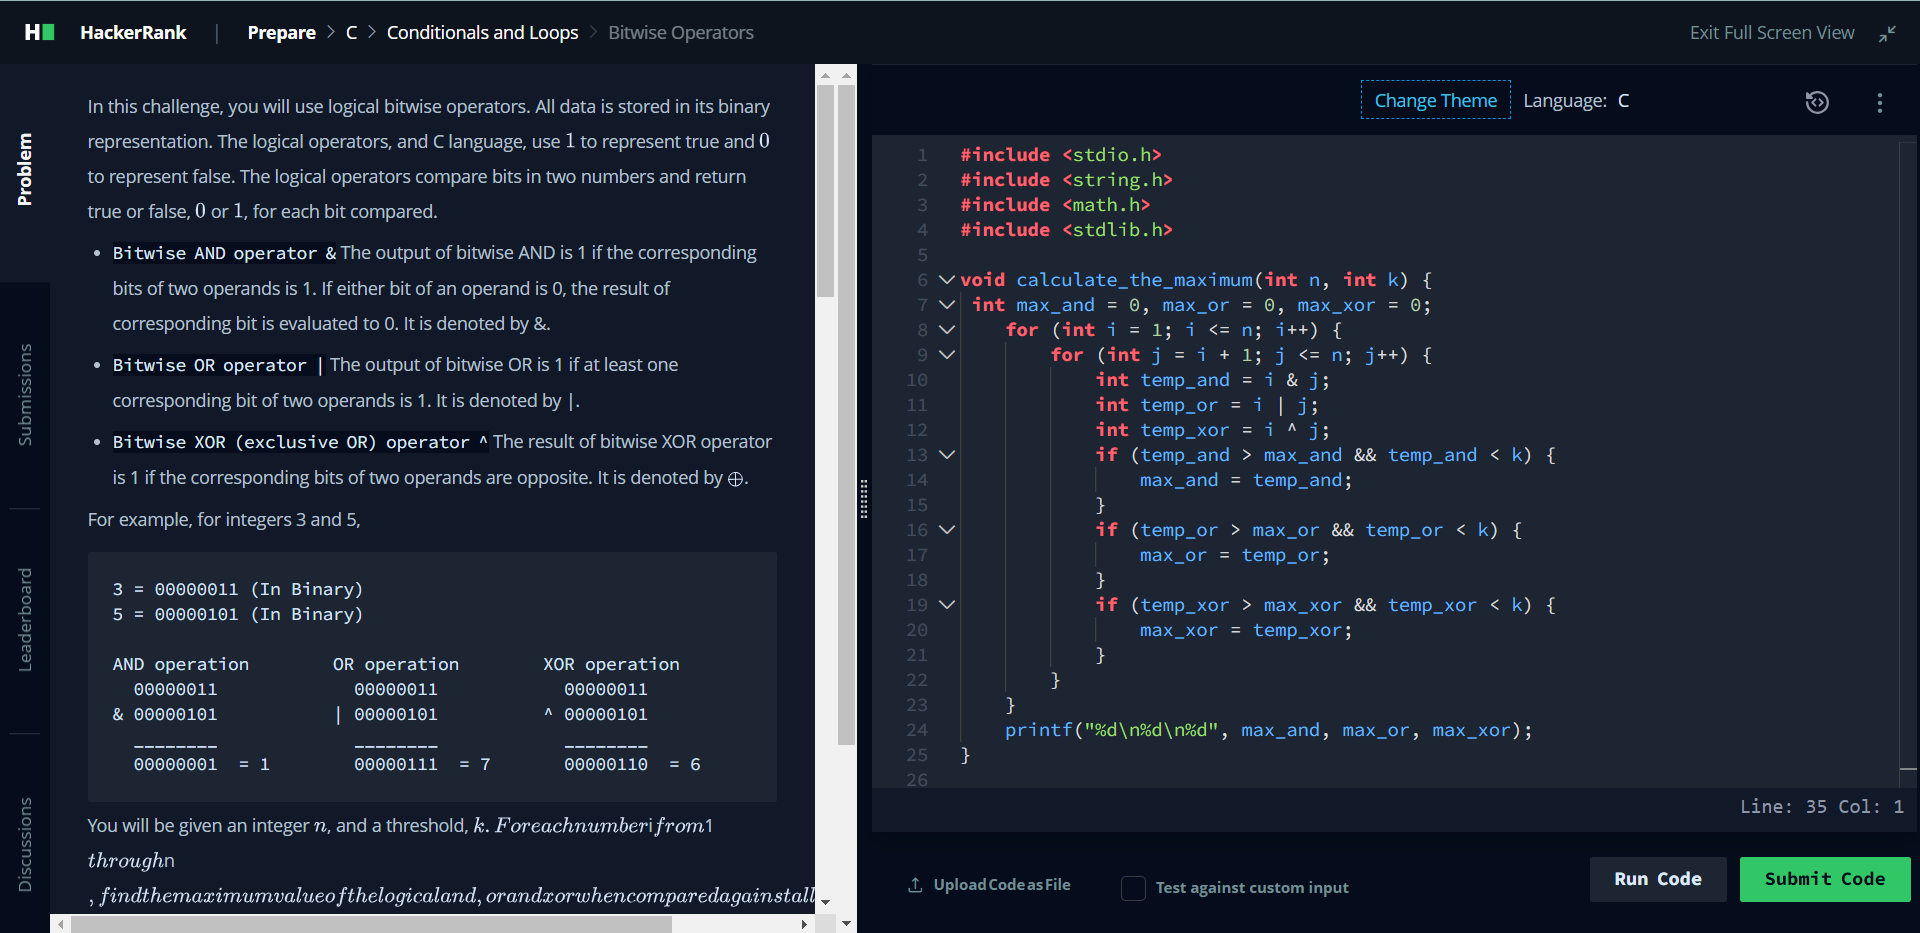 HackerRank | Prepare > C > Conditionals and Loops > Bitwise Operators
Exit Full Screen View
Problem
Submissions
Leaderboard
Discussions
In this challenge, you will use logical bitwise operators. All data is stored in its binary
representation. The logical operators, and C language, use 1 to represent true and 0
to represent false. The logical operators compare bits in two numbers and return
true or false, 0 or 1, for each bit compared.
• Bitwise AND operator & The output of bitwise AND is 1 if the corresponding
bits of two operands is 1. If either bit of an operand is 0, the result of
corresponding bit is evaluated to 0. It is denoted by &.
• Bitwise OR operator | The output of bitwise OR is 1 if at least one
corresponding bit of two operands is 1. It is denoted by |.
• Bitwise XOR (exclusive OR) operator ^ The result of bitwise XOR operator
is 1 if the corresponding bits of two operands are opposite. It is denoted by ⊕.
For example, for integers 3 and 5,
3 = 00000011 (In Binary)
5 = 00000101 (In Binary)
AND operation        OR operation        XOR operation
  00000011             00000011            00000011
& 00000101           | 00000101          ^ 00000101
  ________             ________            ________
  00000001  = 1        00000111  = 7       00000110  = 6
You will be given an integer n, and a threshold, k. Foreachnumberifrom1
throughn
, findthemaximumvalueofthelogicaland, orandxorwhencomparedagainstall
Change Theme Language: C
1 #include <stdio.h>
2 #include <string.h>
3 #include <math.h>
4 #include <stdlib.h>
5
6 void calculate_the_maximum(int n, int k) {
7  int max_and = 0, max_or = 0, max_xor = 0;
8     for (int i = 1; i <= n; i++) {
9         for (int j = i + 1; j <= n; j++) {
10             int temp_and = i & j;
11             int temp_or = i | j;
12             int temp_xor = i ^ j;
13             if (temp_and > max_and && temp_and < k) {
14                 max_and = temp_and;
15             }
16             if (temp_or > max_or && temp_or < k) {
17                 max_or = temp_or;
18             }
19             if (temp_xor > max_xor && temp_xor < k) {
20                 max_xor = temp_xor;
21             }
22         }
23     }
24     printf("%d\n%d\n%d", max_and, max_or, max_xor);
25 }
26
Line: 35 Col: 1
Upload Code as File
Test against custom input
Run Code
Submit Code